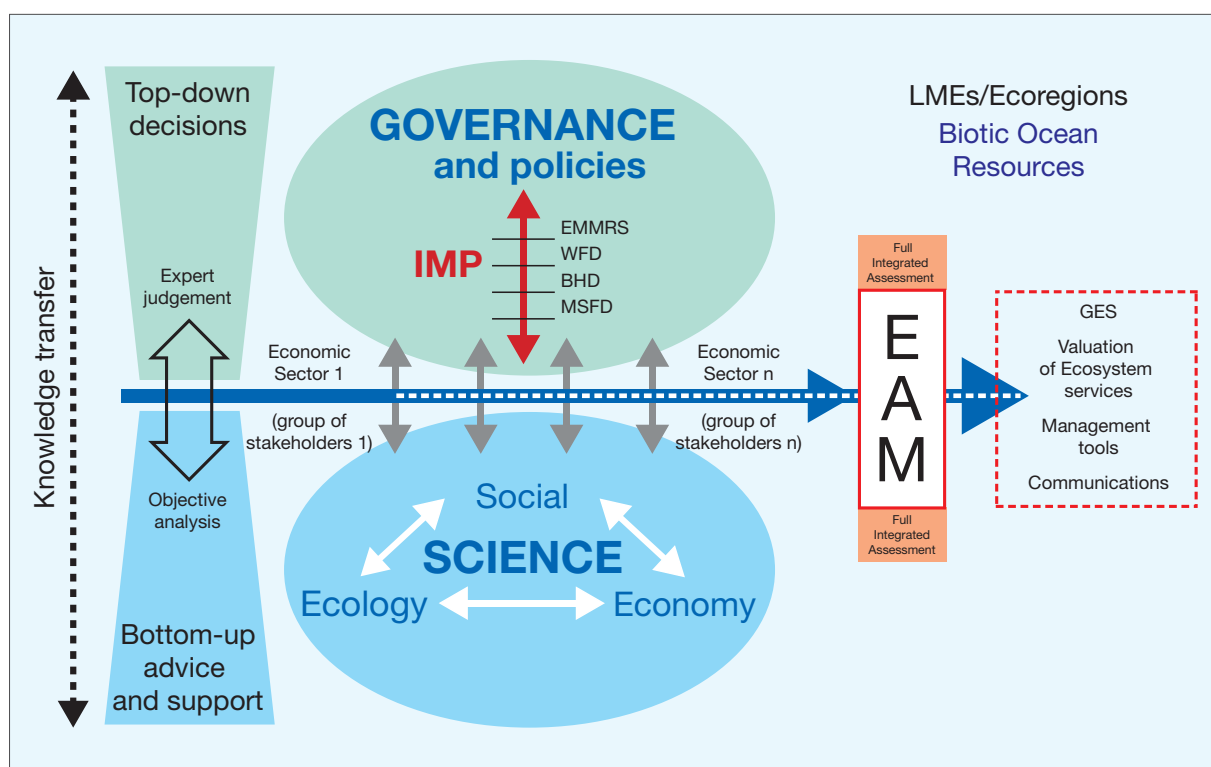 Knowledge transfer
Top-down
decisions
Expert
judgement
Objective
analysis
Bottom-up
advice
and support
GOVERNANCE
and policies
IMP
EMMRS
WFD
BHD
MSFD
Economic
Sector 1
(group of
stakeholders 1)
Economic
Sector n
(group of
stakeholders n)
Social
SCIENCE
Ecology
Economy
LMEs/Ecoregions
Biotic Ocean
Resources
Full
Integrated
Assessment
E
A
M
Full
Integrated
Assessment
GES
Valuation
of Ecosystem
services
Management
tools
Communications